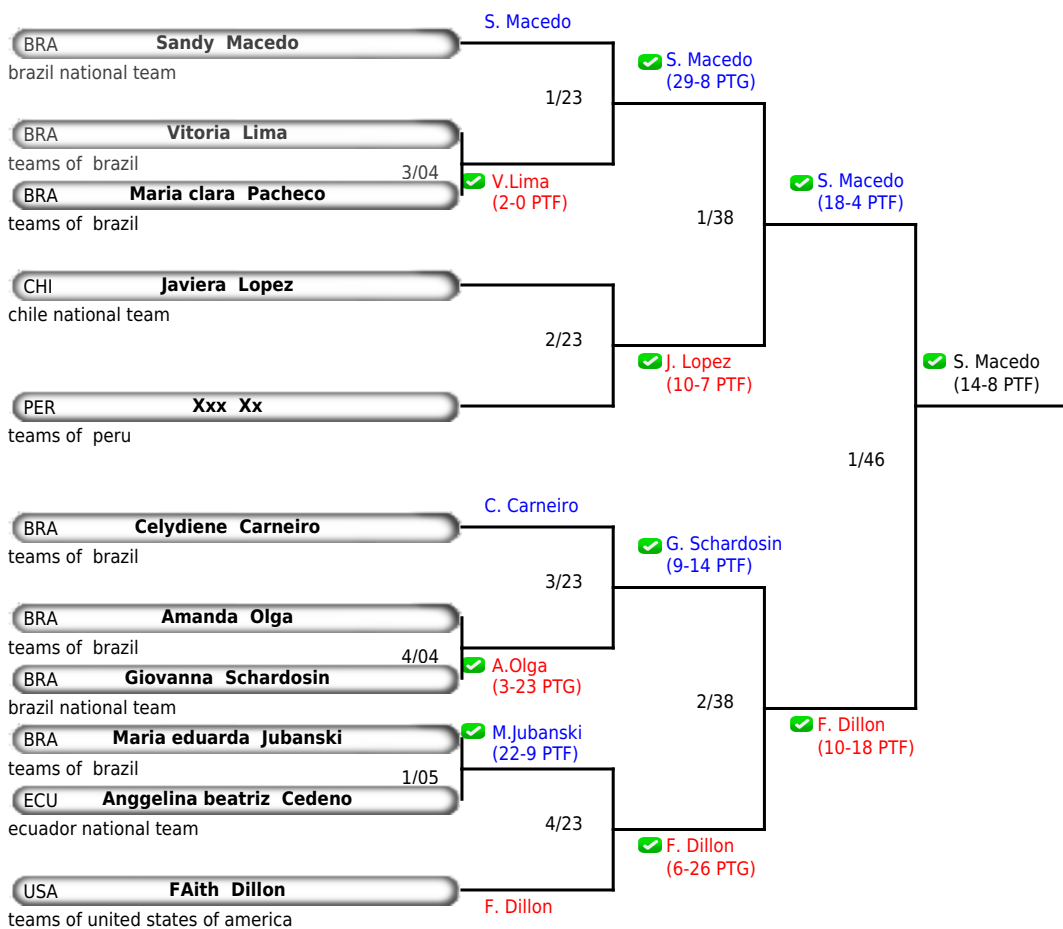 S. Macedo
BRA Sandy Macedo
brazil national team
S. Macedo
(29-8 PTG)
1/23
BRA Vitoria Lima
teams of brazil
3/04
BRA Maria clara Pacheco
teams of brazil
V.Lima
(2-0 PTF)
S. Macedo
(18-4 PTF)
1/38
CHI Javiera Lopez
chile national team
2/23
J. Lopez
(10-7 PTF)
S. Macedo
(14-8 PTF)
PER Xxx Xx
teams of peru
1/46
C. Carneiro
BRA Celydiene Carneiro
teams of brazil
G. Schardosin
(9-14 PTF)
3/23
BRA Amanda Olga
teams of brazil
4/04
BRA Giovanna Schardosin
brazil national team
A.Olga
(3-23 PTG)
2/38
BRA Maria eduarda Jubanski
teams of brazil
M.Jubanski
(22-9 PTF)
F. Dillon
(10-18 PTF)
1/05
ECU Anggelina beatriz Cedeno
ecuador national team
4/23
F. Dillon
(6-26 PTG)
USA FAith Dillon
teams of united states of america
F. Dillon